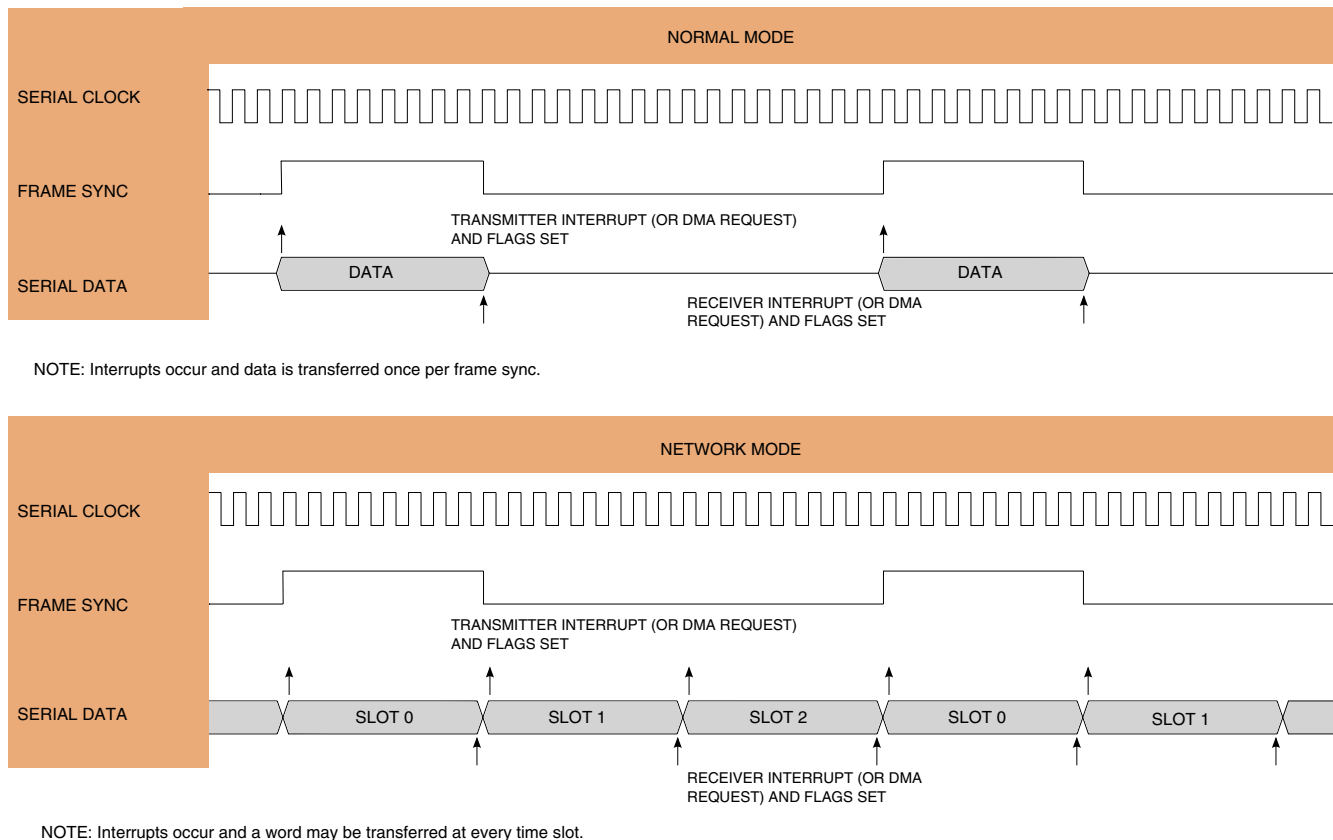 NORMAL MODE
SERIAL CLOCK
FRAME SYNC
TRANSMITTER INTERRUPT (OR DMA REQUEST)
AND FLAGS SET
SERIAL DATA
DATA
DATA
RECEIVER INTERRUPT (OR DMA
REQUEST) AND FLAGS SET
NOTE: Interrupts occur and data is transferred once per frame sync.
NETWORK MODE
SERIAL CLOCK
FRAME SYNC
TRANSMITTER INTERRUPT (OR DMA REQUEST)
AND FLAGS SET
SERIAL DATA
SLOT 0
SLOT 1
SLOT 2
SLOT 0
SLOT 1
RECEIVER INTERRUPT (OR DMA
REQUEST) AND FLAGS SET
NOTE: Interrupts occur and a word may be transferred at every time slot.